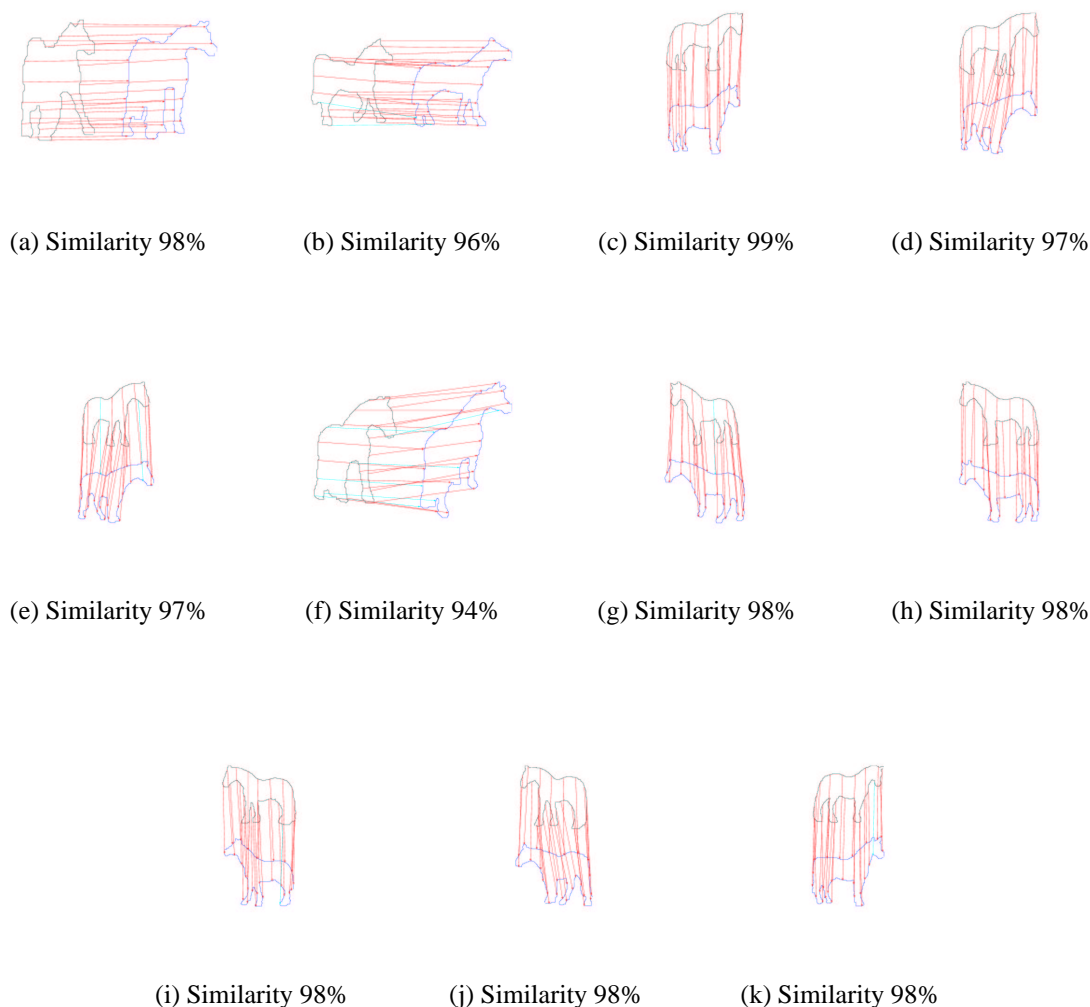 (a) Similarity 98%
(b) Similarity 96%
(c) Similarity 99%
(d) Similarity 97%
(e) Similarity 97%
(f) Similarity 94%
(g) Similarity 98%
(h) Similarity 98%
(i) Similarity 98%
(j) Similarity 98%
(k) Similarity 98%